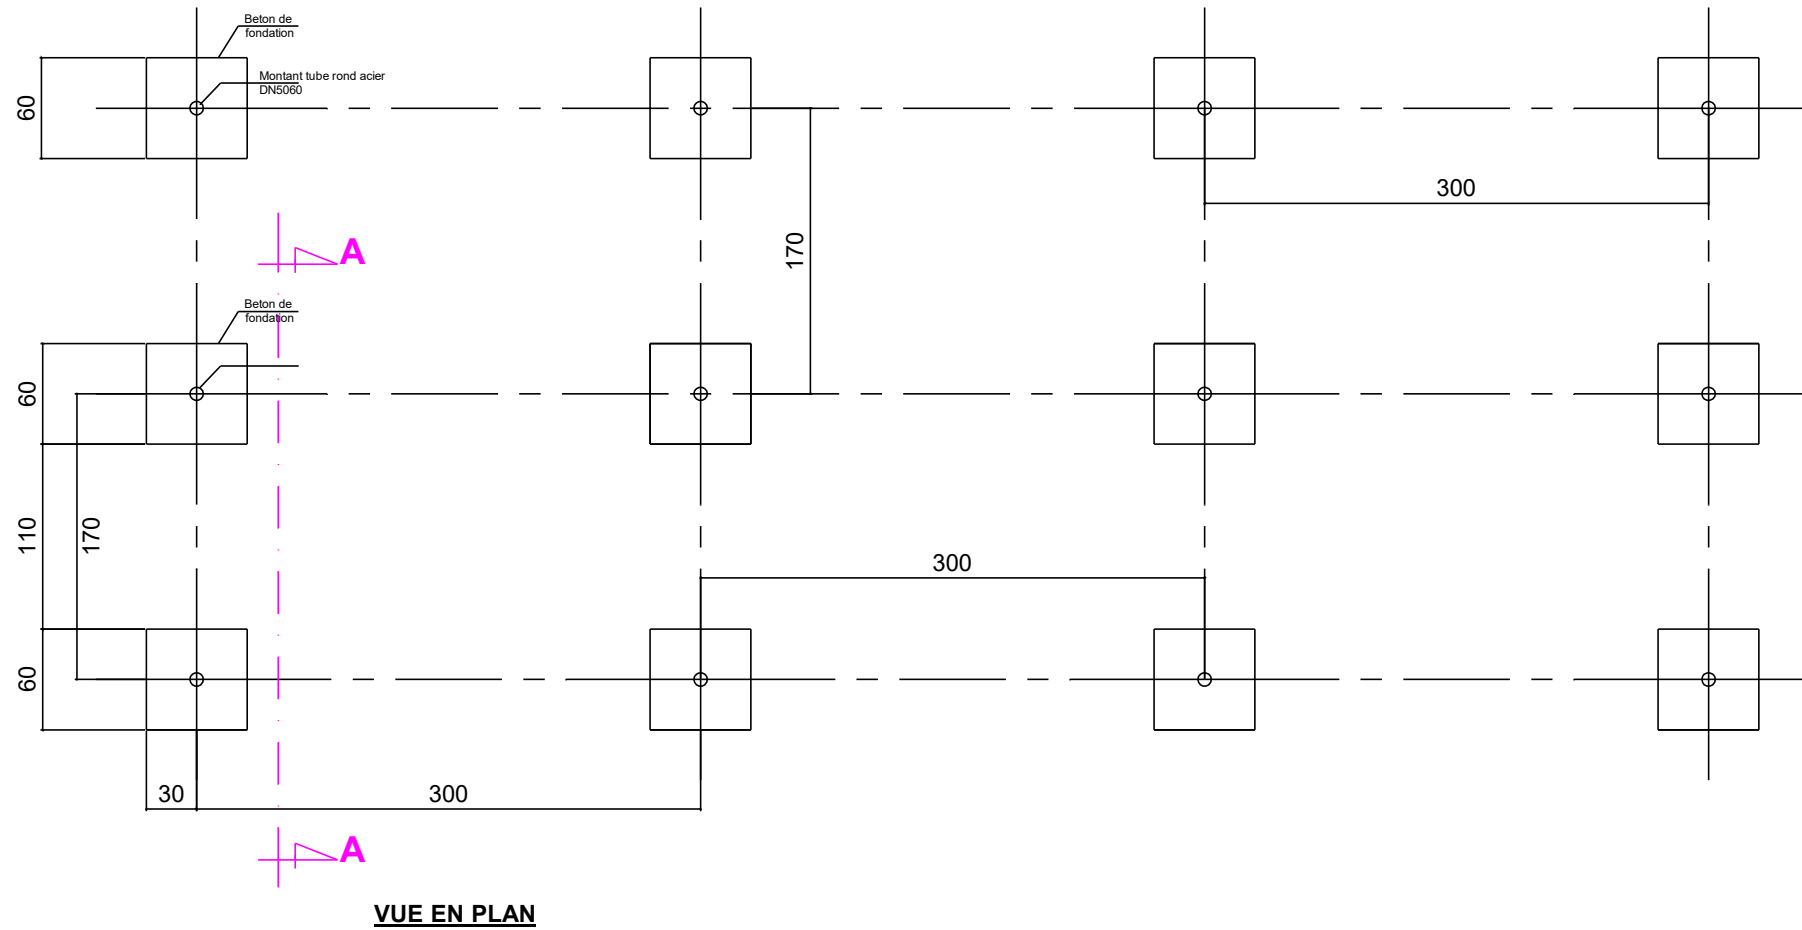 Beton de
fondation
Montant tube rond acier
DN5060
60
300
170
A
Beton de
fondation
60
110
170
300
60
30
300
A
VUE EN PLAN